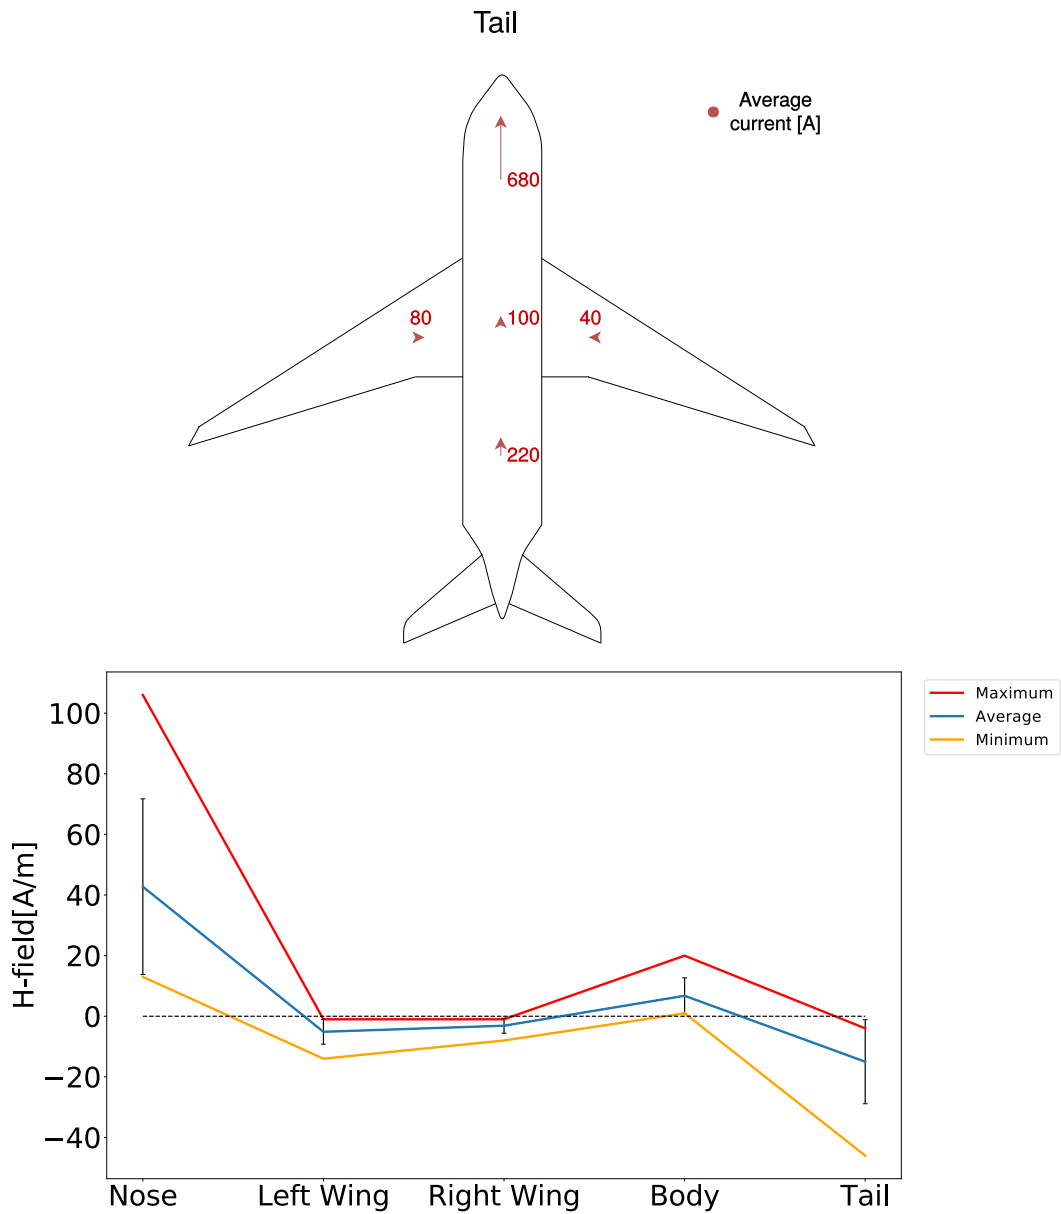 Tail
Average
current [A]
680
80
100
40
220
H-field[A/m]
100
80
60
40
20
0
−20
−40
Nose
Left Wing
Right Wing
Body
Tail
Maximum
Average
Minimum